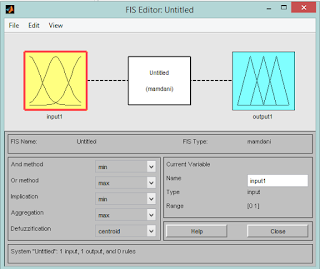 FIS Editor: Untitled
File Edit View
Untitled
(mamdani)
input1
output1
FIS Name: Untitled FIS Type: mamdani
And method min
Or method max
Implication min
Aggregation max
Defuzzification centroid
Current Variable
Name input1
Type input
Range [0 1]
Help Close
System "Untitled": 1 input, 1 output, and 0 rules